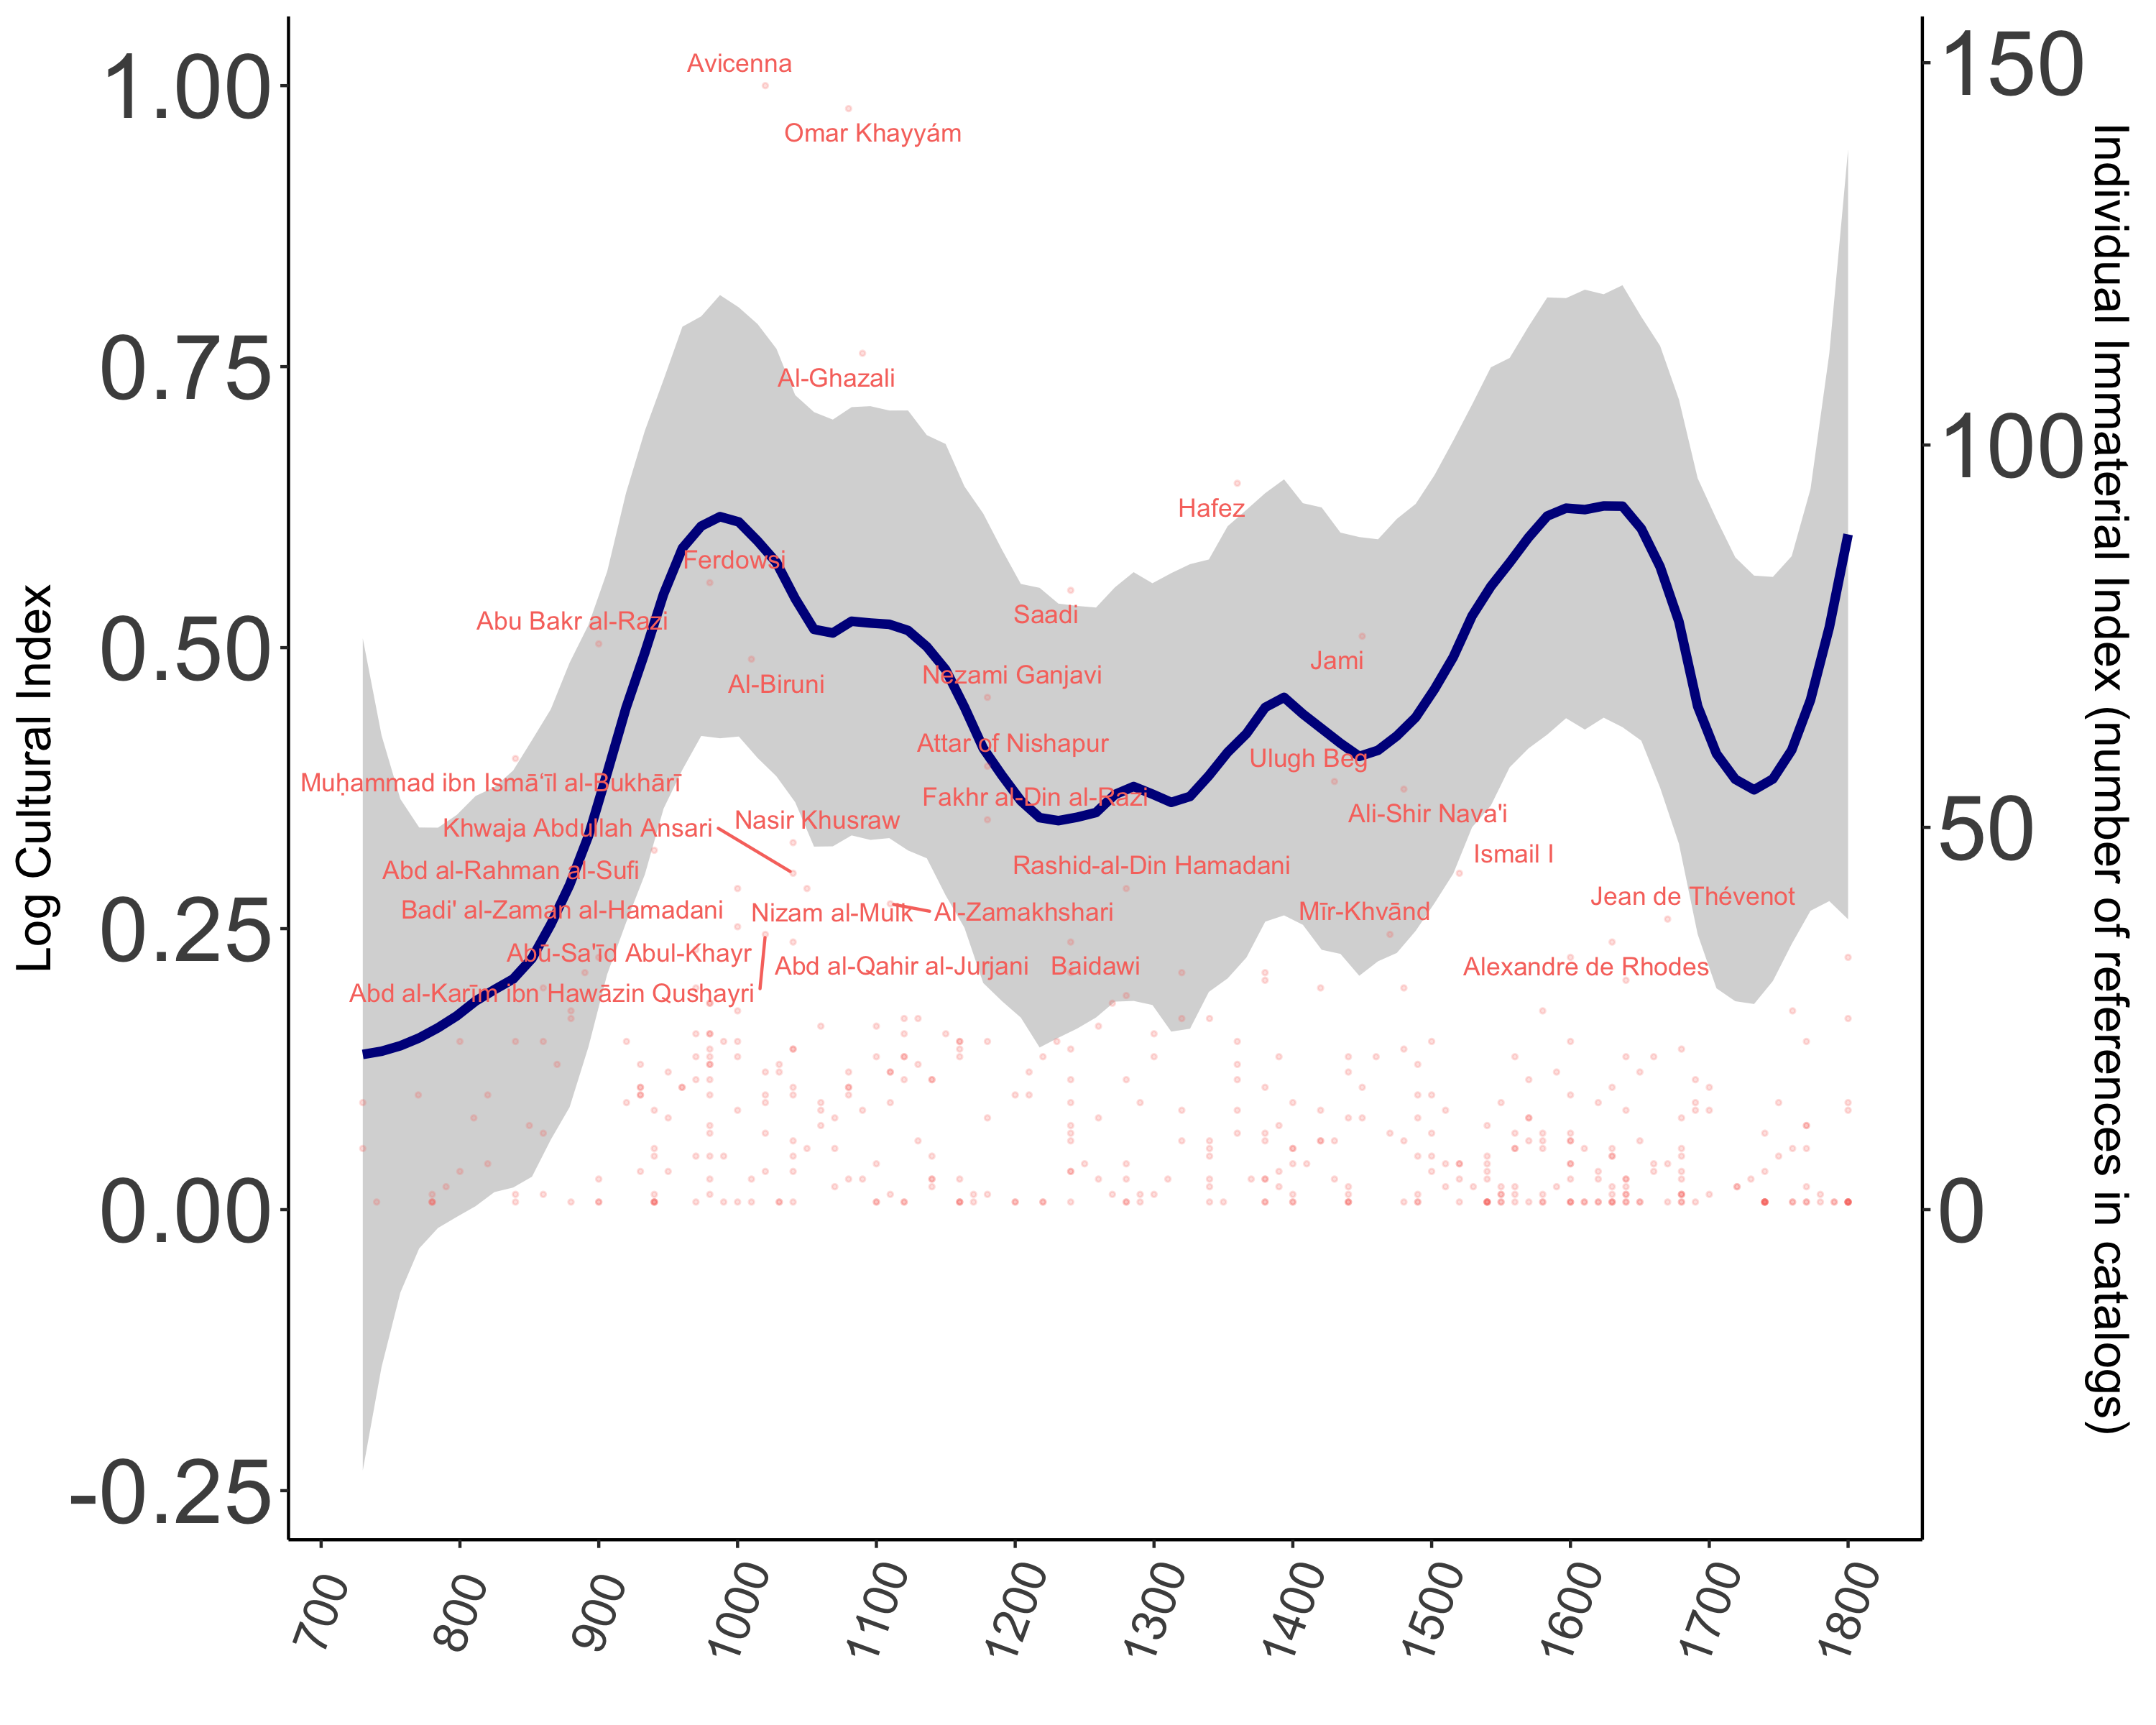 1.00
0.75
0.50
0.25
0.00
-0.25
Log Cultural Index
150
100
50
0
Individual Immaterial Index (number of references in catalogs)
Avicenna
Omar Khayyám
Al-Ghazali
Hafez
Ferdowsi
Saadi
Abu Bakr al-Razi
Jami
Nezami Ganjavi
Al-Biruni
Attar of Nishapur
Ulugh Beg
Muḥammad ibn Ismāʻīl al-Bukhārī
Fakhr al-Din al-Razi
Ali-Shir Nava'i
Nasir Khusraw
Khwaja Abdullah Ansari
Ismail I
Rashid-al-Din Hamadani
Abd al-Rahman al-Sufi
Jean de Thévenot
Badi' al-Zaman al-Hamadani
Nizam al-Mulk
Al-Zamakhshari
Mīr-Khvānd
Abū-Sa'īd Abul-Khayr
Abd al-Qahir al-Jurjani
Baidawi
Alexandre de Rhodes
Abd al-Karīm ibn Hawāzin Qushayri
700
800
900
1000
1100
1200
1300
1400
1500
1600
1700
1800